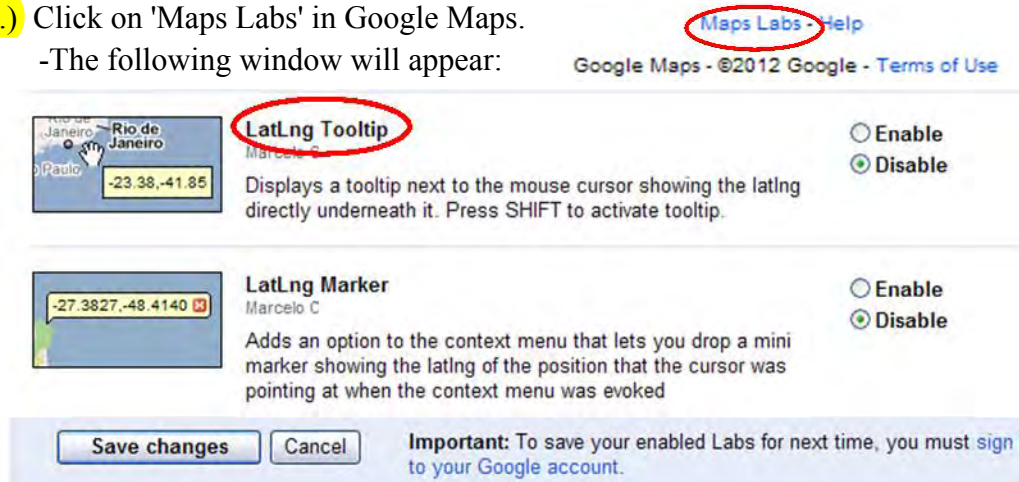 .) Click on 'Maps Labs' in Google Maps.
Maps Labs - Help
-The following window will appear:
Google Maps - ©2012 Google - Terms of Use
Janeiro Rio de
Janeiro
Paulo
-23.38,-41.85
LatLng Tooltip
Marcelo C
Displays a tooltip next to the mouse cursor showing the latlng
directly underneath it. Press SHIFT to activate tooltip.
Enable
Disable
-27.3827,-48.4140
LatLng Marker
Marcelo C
Adds an option to the context menu that lets you drop a mini
marker showing the latlng of the position that the cursor was
pointing at when the context menu was evoked
Enable
Disable
Save changes
Cancel
Important: To save your enabled Labs for next time, you must sign
to your Google account.